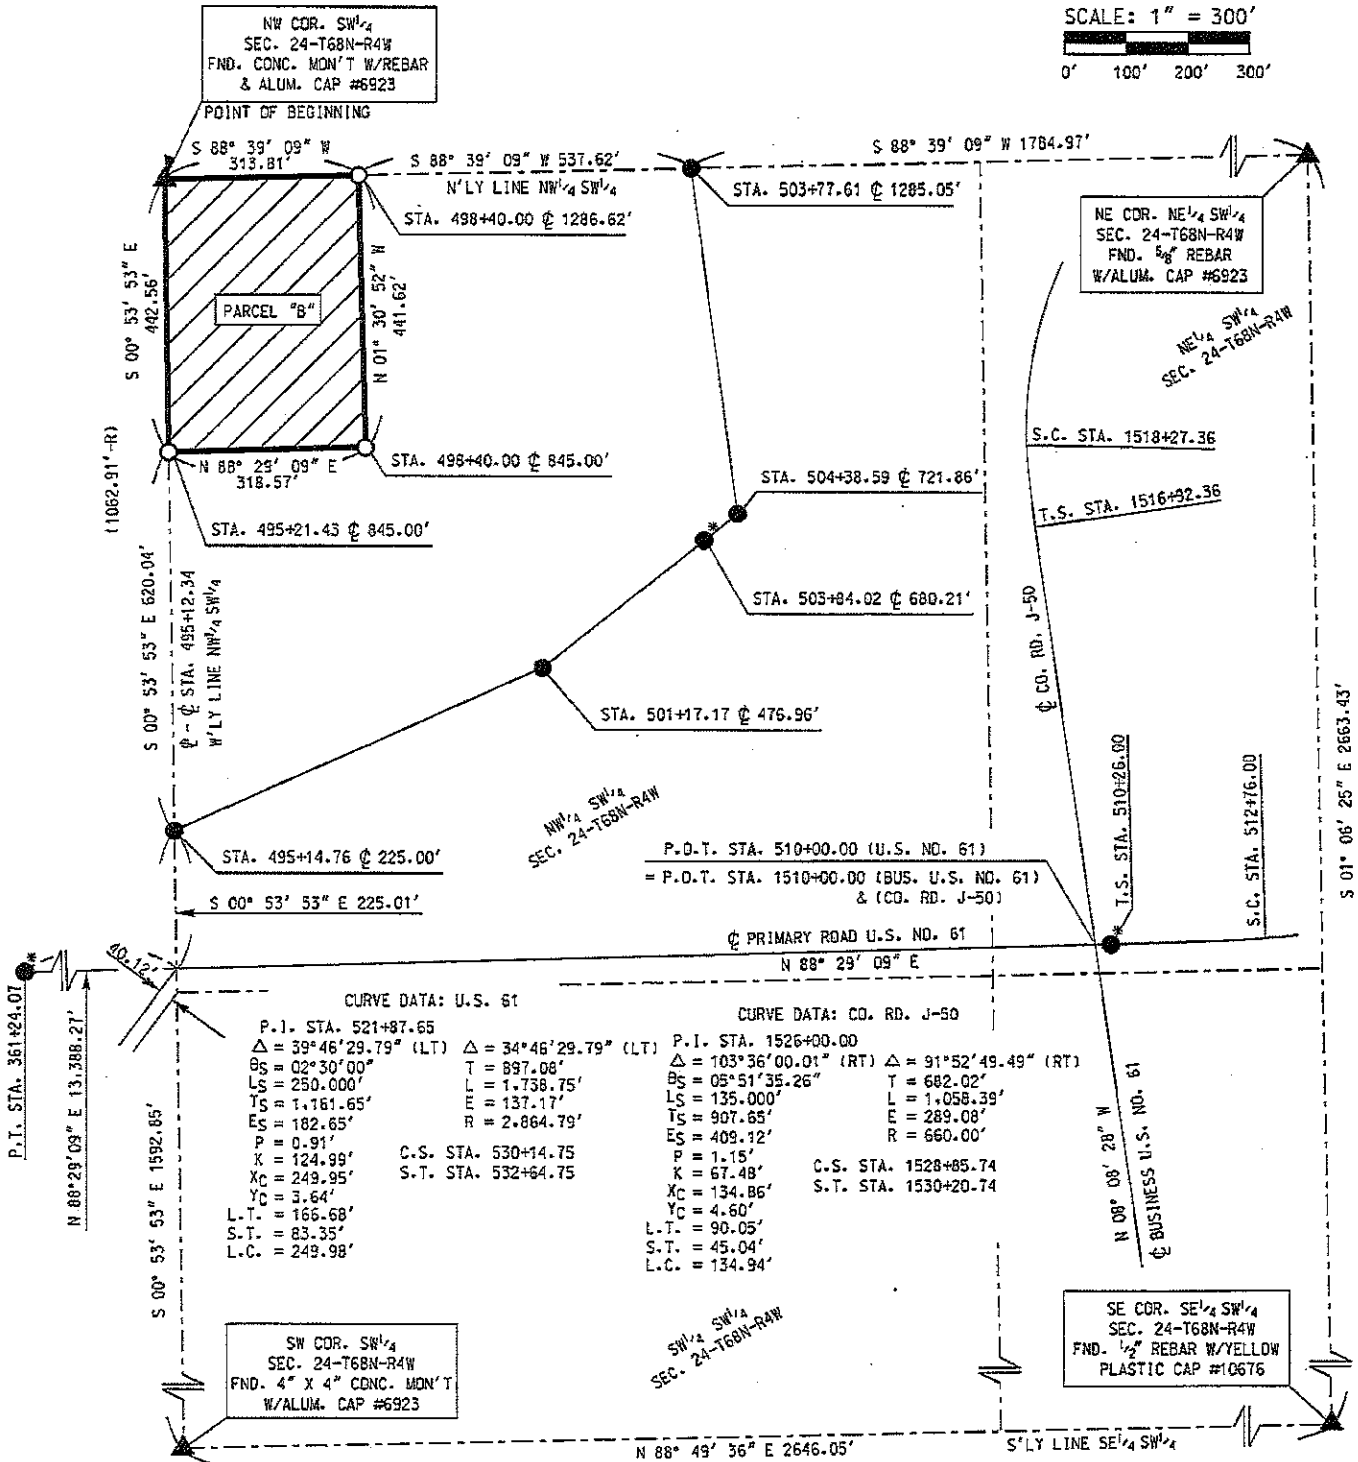 NW COR. SW¼
SEC. 24-T68N-R4W
FND. CONC. MON'T W/REBAR
& ALUM. CAP #6923
POINT OF BEGINNING
SCALE: 1" = 300'
0' 100' 200' 300'
S 88° 39' 09" W
313.81'
S 88° 39' 09" W 537.62'
N'LY LINE NW¼ SW¼
S 88° 39' 09" W 1784.97'
STA. 498+40.00 ℄ 1286.62'
STA. 503+77.61 ℄ 1285.05'
NE COR. NE¼ SW¼
SEC. 24-T68N-R4W
FND. ⅝" REBAR
W/ALUM. CAP #6923
NE¼ SW¼
SEC. 24-T68N-R4W
S 00° 53' 53" E
442.56'
PARCEL "B"
N 01° 30' 52" W
441.62'
(1062.91'-R)
N 88° 29' 09" E
318.57'
STA. 498+40.00 ℄ 845.00'
STA. 495+21.43 ℄ 845.00'
STA. 504+38.59 ℄ 721.86'
*
STA. 503+84.02 ℄ 680.21'
S.C. STA. 1518+27.36
T.S. STA. 1516+92.36
℄ CO. RD. J-50
S 00° 53' 53" E 620.04'
℄ - ℄ STA. 495+12.34
W'LY LINE NW¼ SW¼
STA. 501+17.17 ℄ 476.96'
NW¼ SW¼
SEC. 24-T68N-R4W
STA. 495+14.76 ℄ 225.00'
S 00° 53' 53" E 225.01'
P.O.T. STA. 510+00.00 (U.S. NO. 61)
= P.O.T. STA. 1510+00.00 (BUS. U.S. NO. 61)
& (CO. RD. J-50)
T.S. STA. 510+26.00
*
S.C. STA. 512+76.00
S 01° 06' 25" E 2663.43'
℄ PRIMARY ROAD U.S. NO. 61
N 88° 29' 09" E
40.12'
*
P.T. STA. 361+24.07
N 88°29'09" E 13,388.27'
S 00° 53' 53" E 1592.85'
CURVE DATA: U.S. 61
P.I. STA. 521+87.65
Δ = 39°46'29.79" (LT) Δ = 34°46'29.79" (LT)
θS = 02°30'00" T = 897.08'
LS = 250.000' L = 1,738.75'
TS = 1,161.65' E = 137.17'
ES = 182.65' R = 2,864.79'
P = 0.91'
K = 124.99' C.S. STA. 530+14.75
XC = 249.95' S.T. STA. 532+64.75
YC = 3.64'
L.T. = 166.68'
S.T. = 83.35'
L.C. = 249.98'
CURVE DATA: CO. RD. J-50
P.I. STA. 1526+00.00
Δ = 103°36'00.01" (RT) Δ = 91°52'49.49" (RT)
θS = 05°51'35.26" T = 682.02'
LS = 135.000' L = 1,058.39'
TS = 907.65' E = 289.08'
ES = 409.12' R = 660.00'
P = 1.15'
K = 67.48' C.S. STA. 1528+85.74
XC = 134.86' S.T. STA. 1530+20.74
YC = 4.60'
L.T. = 90.05'
S.T. = 45.04'
L.C. = 134.94'
N 08° 08' 28" W
℄ BUSINESS U.S. NO. 61
SW COR. SW¼
SEC. 24-T68N-R4W
FND. 4" X 4" CONC. MON'T
W/ALUM. CAP #6923
SW¼ SW¼
SEC. 24-T68N-R4W
SE COR. SE¼ SW¼
SEC. 24-T68N-R4W
FND. ½" REBAR W/YELLOW
PLASTIC CAP #10676
N 88° 49' 36" E 2646.05'
S'LY LINE SE¼ SW¼